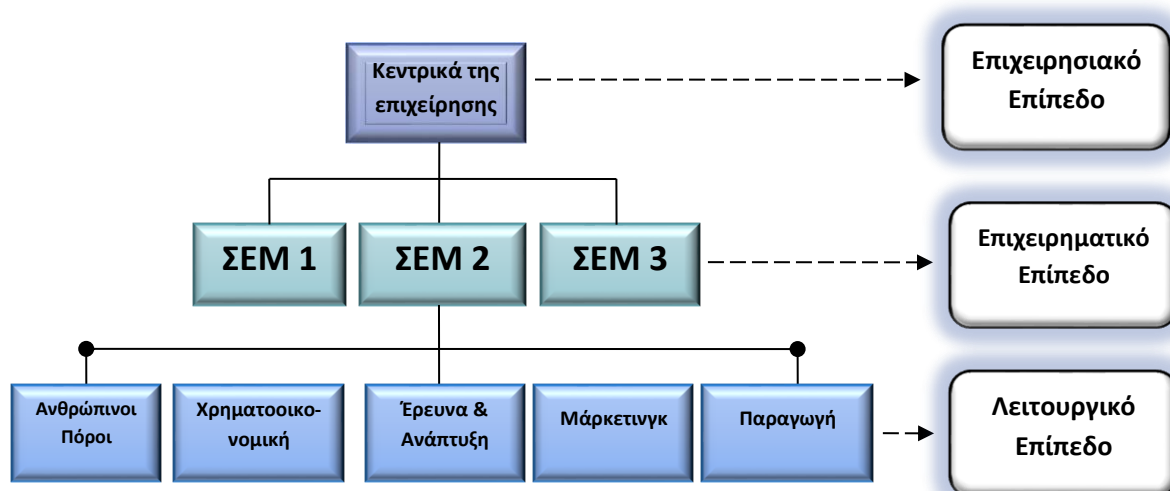 Κεντρικά της
επιχείρησης
Επιχειρησιακό
Επίπεδο
ΣΕΜ 1
ΣΕΜ 2
ΣΕΜ 3
Επιχειρηματικό
Επίπεδο
Ανθρώπινοι
Πόροι
Χρηματοοικο-
νομική
Έρευνα &
Ανάπτυξη
Μάρκετινγκ
Παραγωγή
Λειτουργικό
Επίπεδο